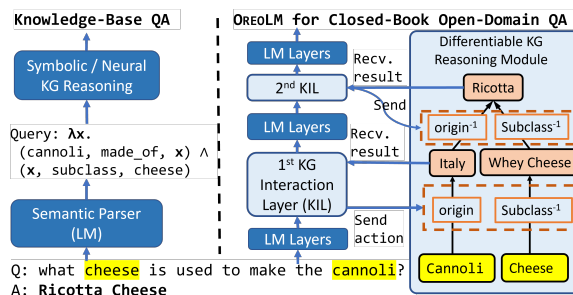 Knowledge-Base QA
Symbolic / Neural
KG Reasoning
Query: λx.
(cannoli, made_of, x) ∧
(x, subclass, cheese)
Semantic Parser
(LM)
OREOLM for Closed-Book Open-Domain QA
LM Layers
2nd KIL
LM Layers
1st KG
Interaction
Layer (KIL)
LM Layers
Recv.
result
Send
Recv.
result
Send
action
Differentiable KG
Reasoning Module
Ricotta
origin-1
Subclass-1
Italy
Whey Cheese
origin
Subclass-1
Cannoli
Cheese
Q: what cheese is used to make the cannoli?
A: Ricotta Cheese